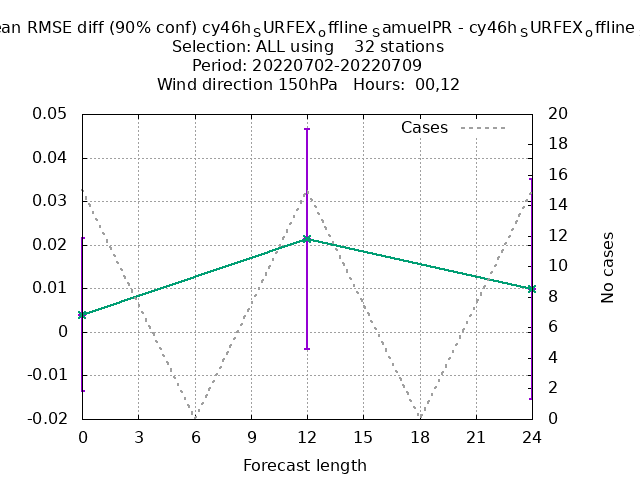 ean RMSE diff (90% conf) cy46h_SURFEX_offline_SamuelPR - cy46h_SURFEX_offline
Selection: ALL using 32 stations
Period: 20220702-20220709
Wind direction 150hPa Hours: 00,12
Cases
0.05
0.04
0.03
0.02
0.01
0
-0.01
-0.02
20
18
16
14
12
10
8
6
4
2
0
No cases
0 3 6 9 12 15 18 21 24
Forecast length